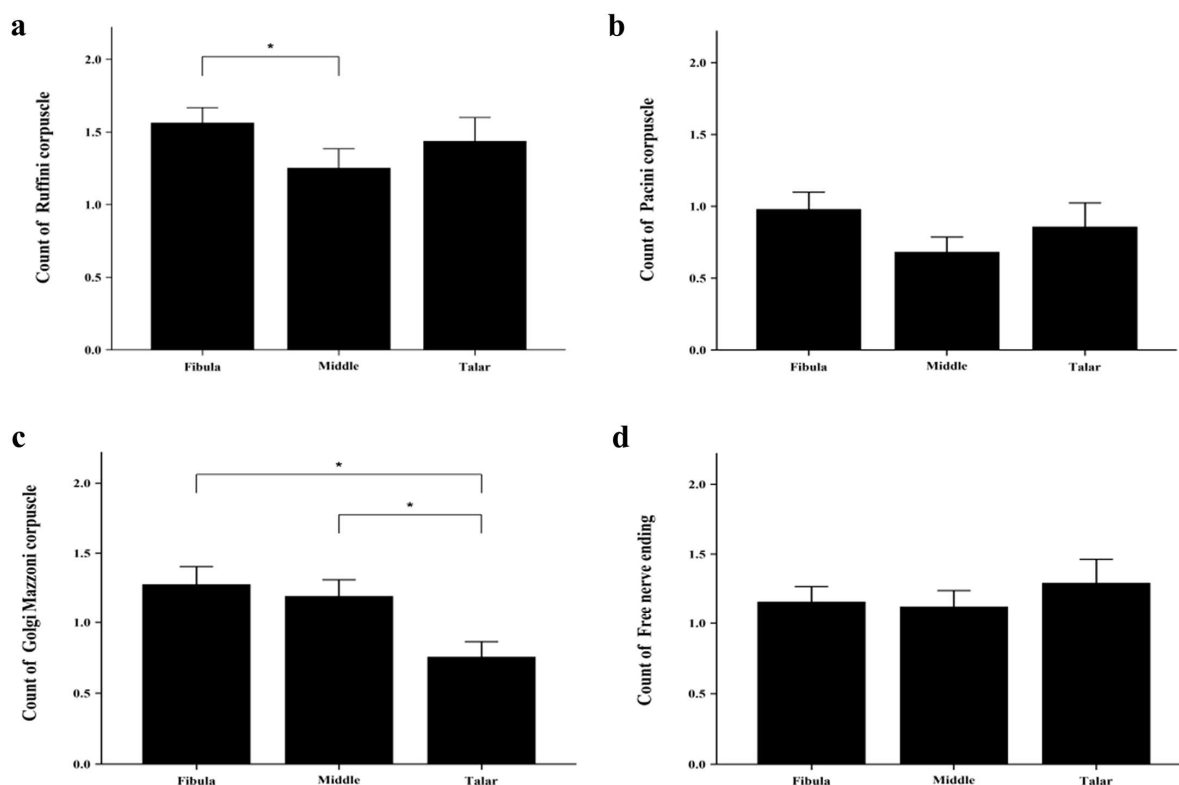 a
Count of Ruffini corpuscle
2.0
1.5
1.0
0.5
0.0
*
Fibula Middle Talar
b
Count of Pacini corpuscle
2.0
1.5
1.0
0.5
0.0
Fibula Middle Talar
c
Count of Golgi Mazzoni corpuscle
2.0
1.5
1.0
0.5
0.0
*
*
Fibula Middle Talar
d
Count of Free nerve ending
2.0
1.5
1.0
0.5
0.0
Fibula Middle Talar